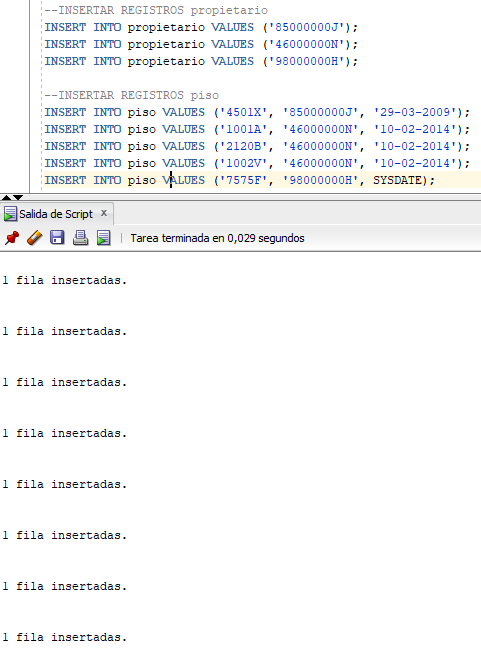 --INSERTAR REGISTROS propietario
INSERT INTO propietario VALUES ('85000000J');
INSERT INTO propietario VALUES ('46000000N');
INSERT INTO propietario VALUES ('98000000H');
--INSERTAR REGISTROS piso
INSERT INTO piso VALUES ('4501X', '85000000J', '29-03-2009');
INSERT INTO piso VALUES ('1001A', '46000000N', '10-02-2014');
INSERT INTO piso VALUES ('2120B', '46000000N', '10-02-2014');
INSERT INTO piso VALUES ('1002V', '46000000N', '10-02-2014');
INSERT INTO piso VALUES ('7575F', '98000000H', SYSDATE);
Salida de Script x
Tarea terminada en 0,029 segundos
1 fila insertadas.
1 fila insertadas.
1 fila insertadas.
1 fila insertadas.
1 fila insertadas.
1 fila insertadas.
1 fila insertadas.
1 fila insertadas.